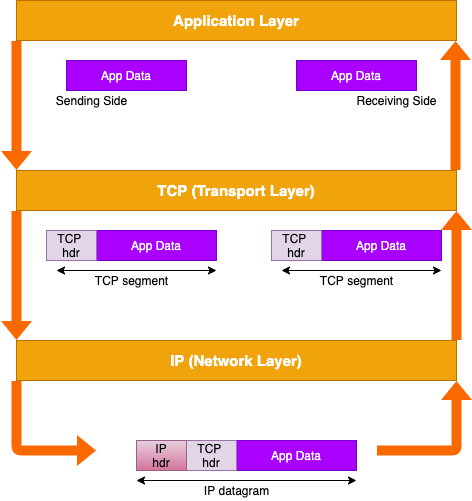 Application Layer
App Data
App Data
Sending Side
Receiving Side
TCP (Transport Layer)
TCP
hdr
App Data
TCP
hdr
App Data
TCP segment
TCP segment
IP (Network Layer)
IP
hdr
TCP
hdr
App Data
IP datagram